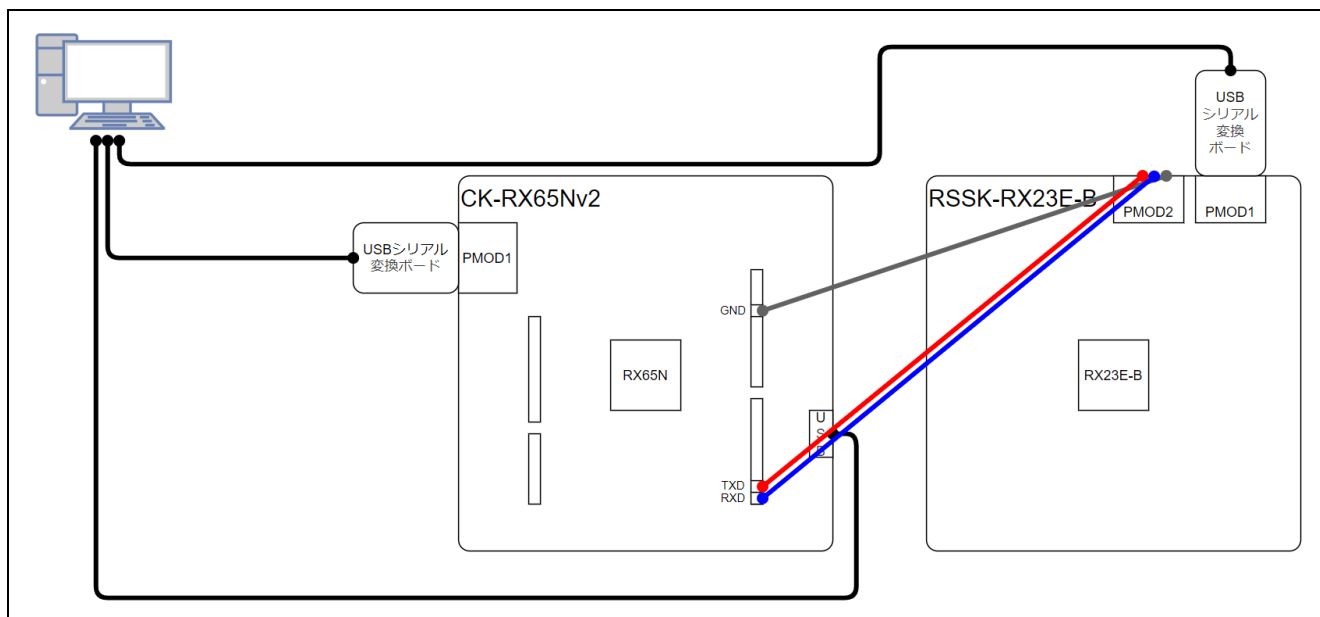 USB
シリアル
変換
ボード
CK-RX65Nv2
RSSK-RX23E-B
PMOD2
PMOD1
USBシリアル
変換ボード
PMOD1
GND
RX65N
RX23E-B
U
S
B
TXD
RXD